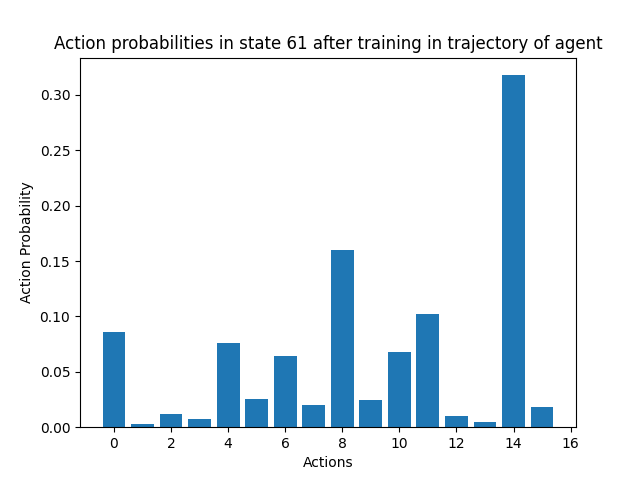 Action probabilities in state 61 after training in trajectory of agent
0.30
0.25
0.20
0.15
0.10
0.05
0.00
Action Probability
0 2 4 6 8 10 12 14 16
Actions